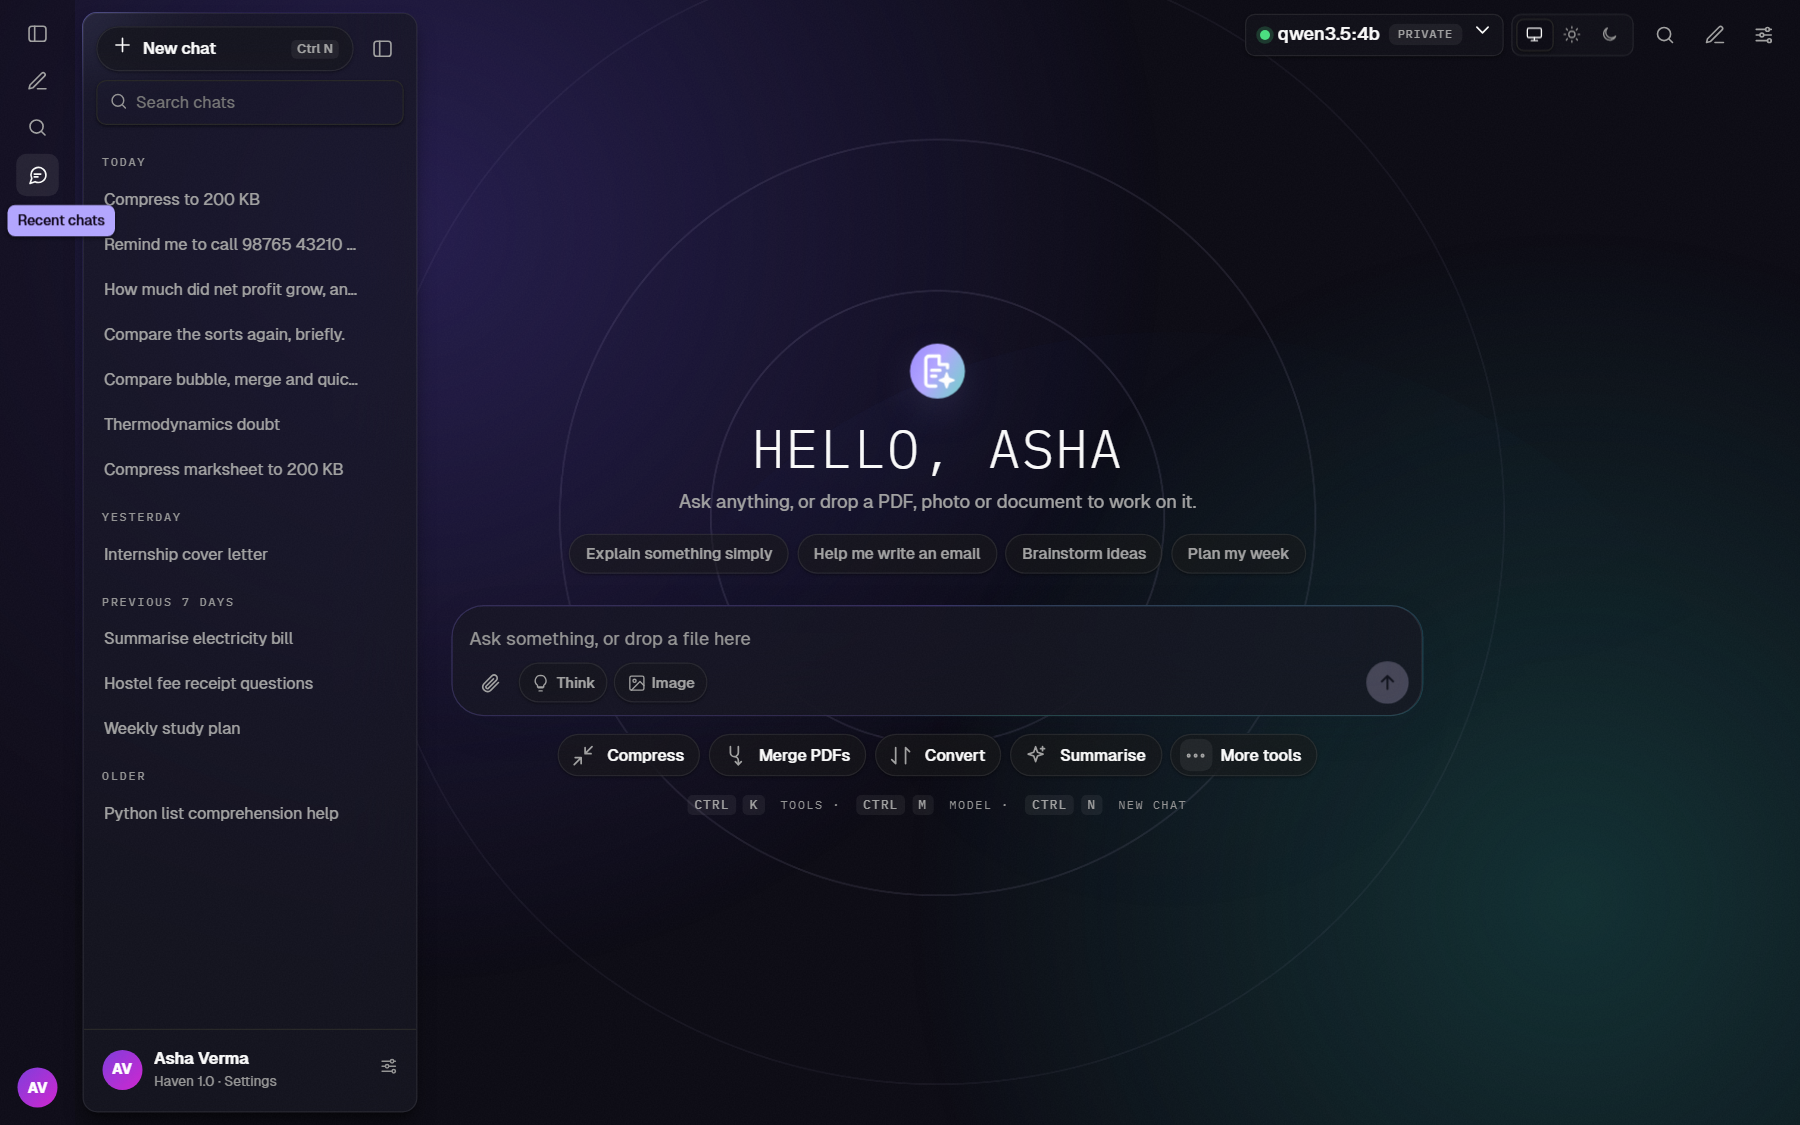 New chat Ctrl N
qwen3.5:4b PRIVATE
Search chats
TODAY
Compress to 200 KB
Recent chats
Remind me to call 98765 43210 ...
How much did net profit grow, an...
Compare the sorts again, briefly.
Compare bubble, merge and quic...
Thermodynamics doubt
Compress marksheet to 200 KB
YESTERDAY
Internship cover letter
PREVIOUS 7 DAYS
Summarise electricity bill
Hostel fee receipt questions
Weekly study plan
OLDER
Python list comprehension help
AV Asha Verma
Haven 1.0 · Settings
AV
HELLO, ASHA
Ask anything, or drop a PDF, photo or document to work on it.
Explain something simply Help me write an email Brainstorm ideas Plan my week
Ask something, or drop a file here
Think Image
Compress Merge PDFs Convert Summarise More tools
CTRL K TOOLS · CTRL M MODEL · CTRL N NEW CHAT